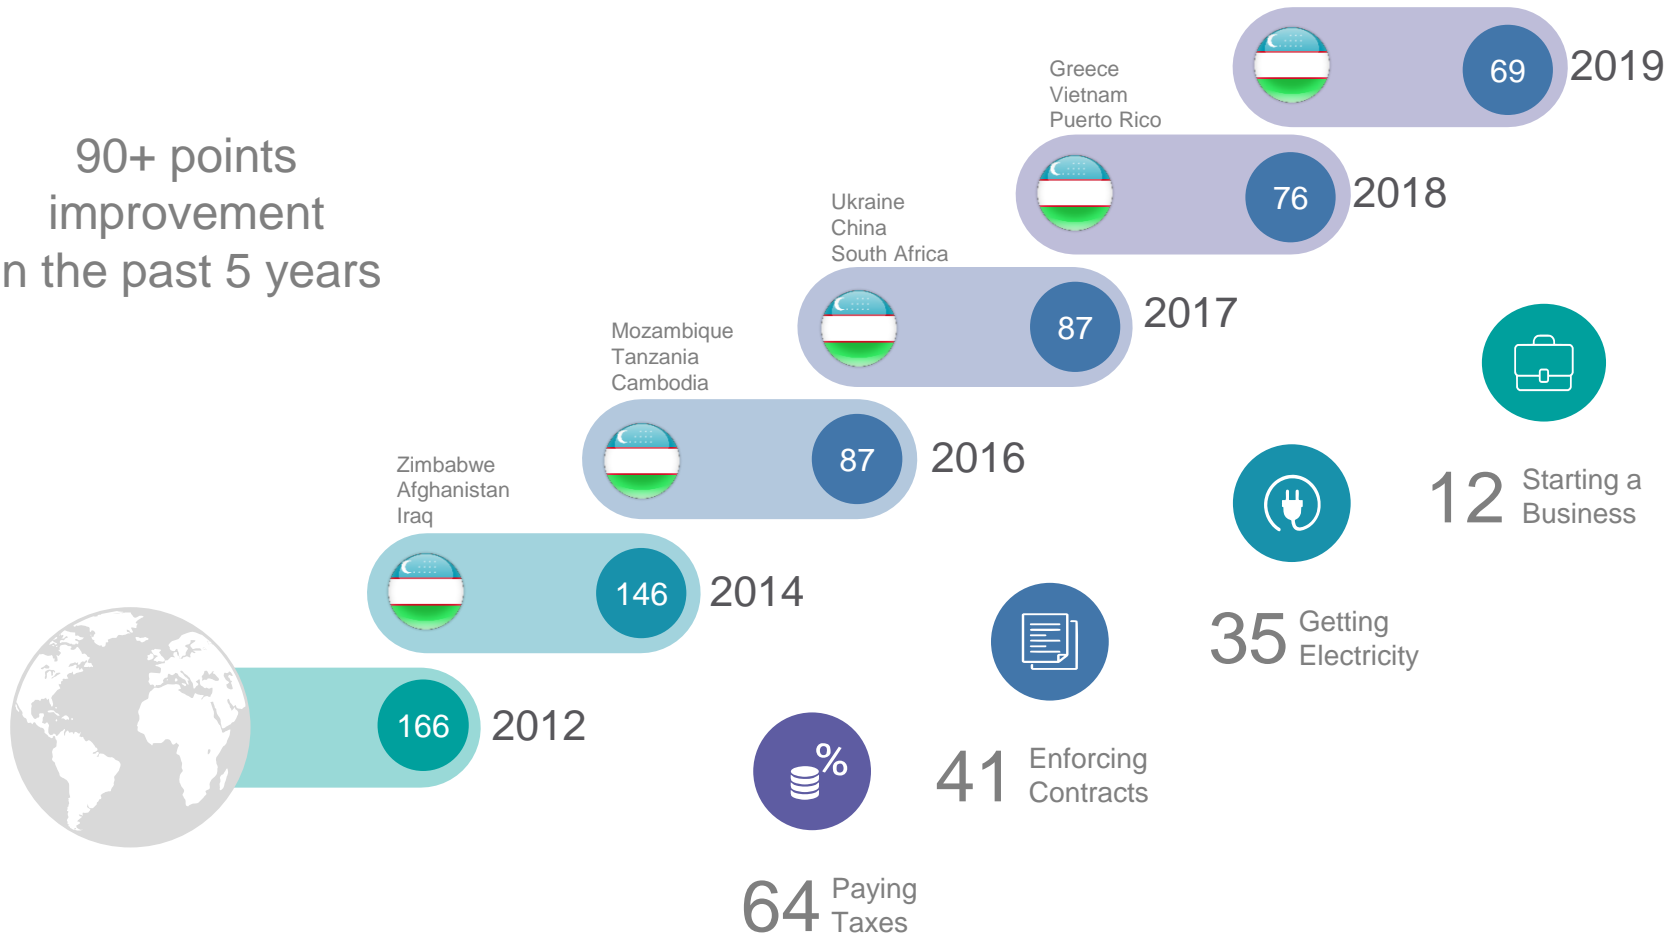 90+ points
improvement
n the past 5 years
69
2019
Greece
Vietnam
Puerto Rico
76
2018
Ukraine
China
South Africa
87
2017
Mozambique
Tanzania
Cambodia
87
2016
Zimbabwe
Afghanistan
Iraq
146
2014
166
2012
12
Starting a
Business
35
Getting
Electricity
41
Enforcing
Contracts
%
64
Paying
Taxes